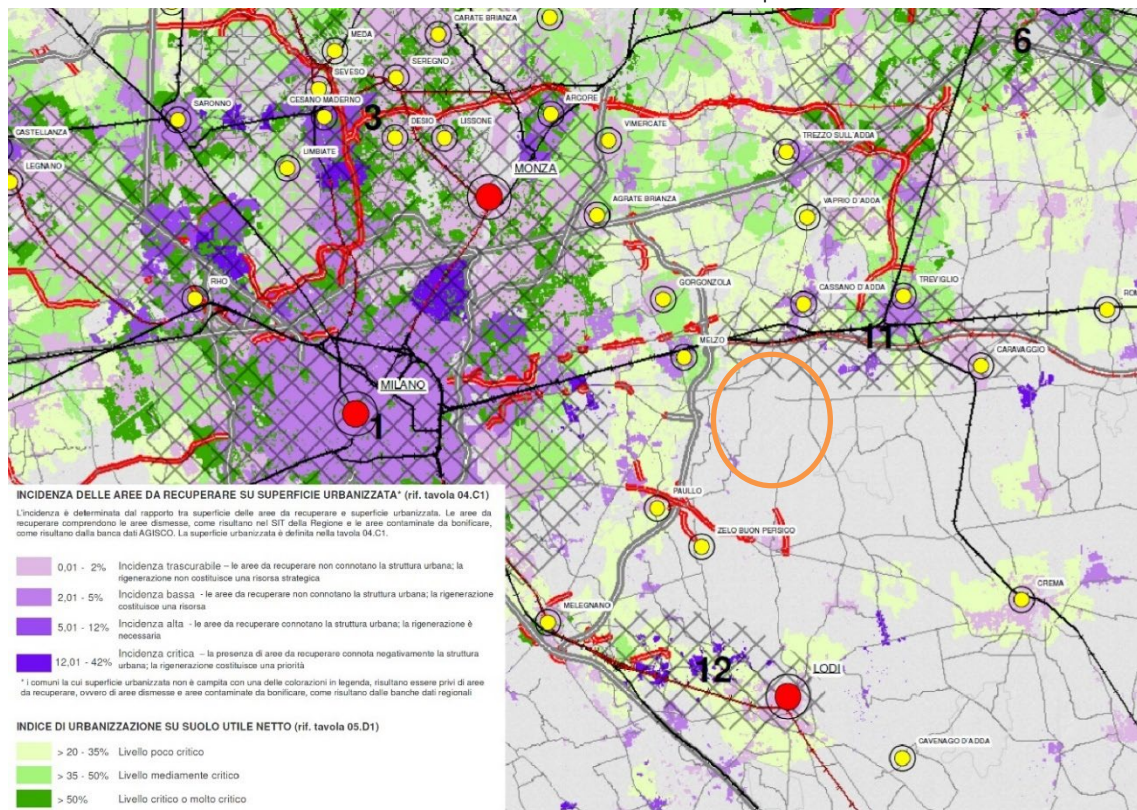 CARATE BRIANZA
6
MEDA
SEREGNO
SEVESO
SARONNO
CESANO MADERNO
ARCORE
3
DESIO
LISSONE
VIMERCATE
CASTELLANZA
TREZZO SULL'ADDA
LIMBIATE
LEGNANO
MONZA
AGRATE BRIANZA
VAPRIO D'ADDA
RHO
GORGONZOLA
CASSANO D'ADDA
TREVIGLIO
MELZO
11
CARAVAGGIO
MILANO
1
PAULLO
ZELO BUON PERSICO
CREMA
MELEGNANO
12
LODI
CAVENAGO D'ADDA
INCIDENZA DELLE AREE DA RECUPERARE SU SUPERFICIE URBANIZZATA* (rif. tavola 04.C1)
L'incidenza è determinata dal rapporto tra superficie delle aree da recuperare e superficie urbanizzata. Le aree da
recuperare comprendono le aree dismesse, come risultano nel SIT della Regione e le aree contaminate da bonificare,
come risultano dalla banca dati AGISCO. La superficie urbanizzata è definita nella tavola 04.C1.
0,01 - 2% Incidenza trascurabile – le aree da recuperare non connotano la struttura urbana; la
rigenerazione non costituisce una risorsa strategica
2,01 - 5% Incidenza bassa - le aree da recuperare non connotano la struttura urbana; la rigenerazione
costituisce una risorsa
5,01 - 12% Incidenza alta - le aree da recuperare connotano la struttura urbana; la rigenerazione è
necessaria
12,01 - 42% Incidenza critica – la presenza di aree da recuperare connota negativamente la struttura
urbana; la rigenerazione costituisce una priorità
* i comuni la cui superficie urbanizzata non è campita con una delle colorazioni in legenda, risultano essere privi di aree
da recuperare, ovvero di aree dismesse e aree contaminate da bonificare, come risultano dalle banche dati regionali
INDICE DI URBANIZZAZIONE SU SUOLO UTILE NETTO (rif. tavola 05.D1)
> 20 - 35% Livello poco critico
> 35 - 50% Livello mediamente critico
> 50% Livello critico o molto critico